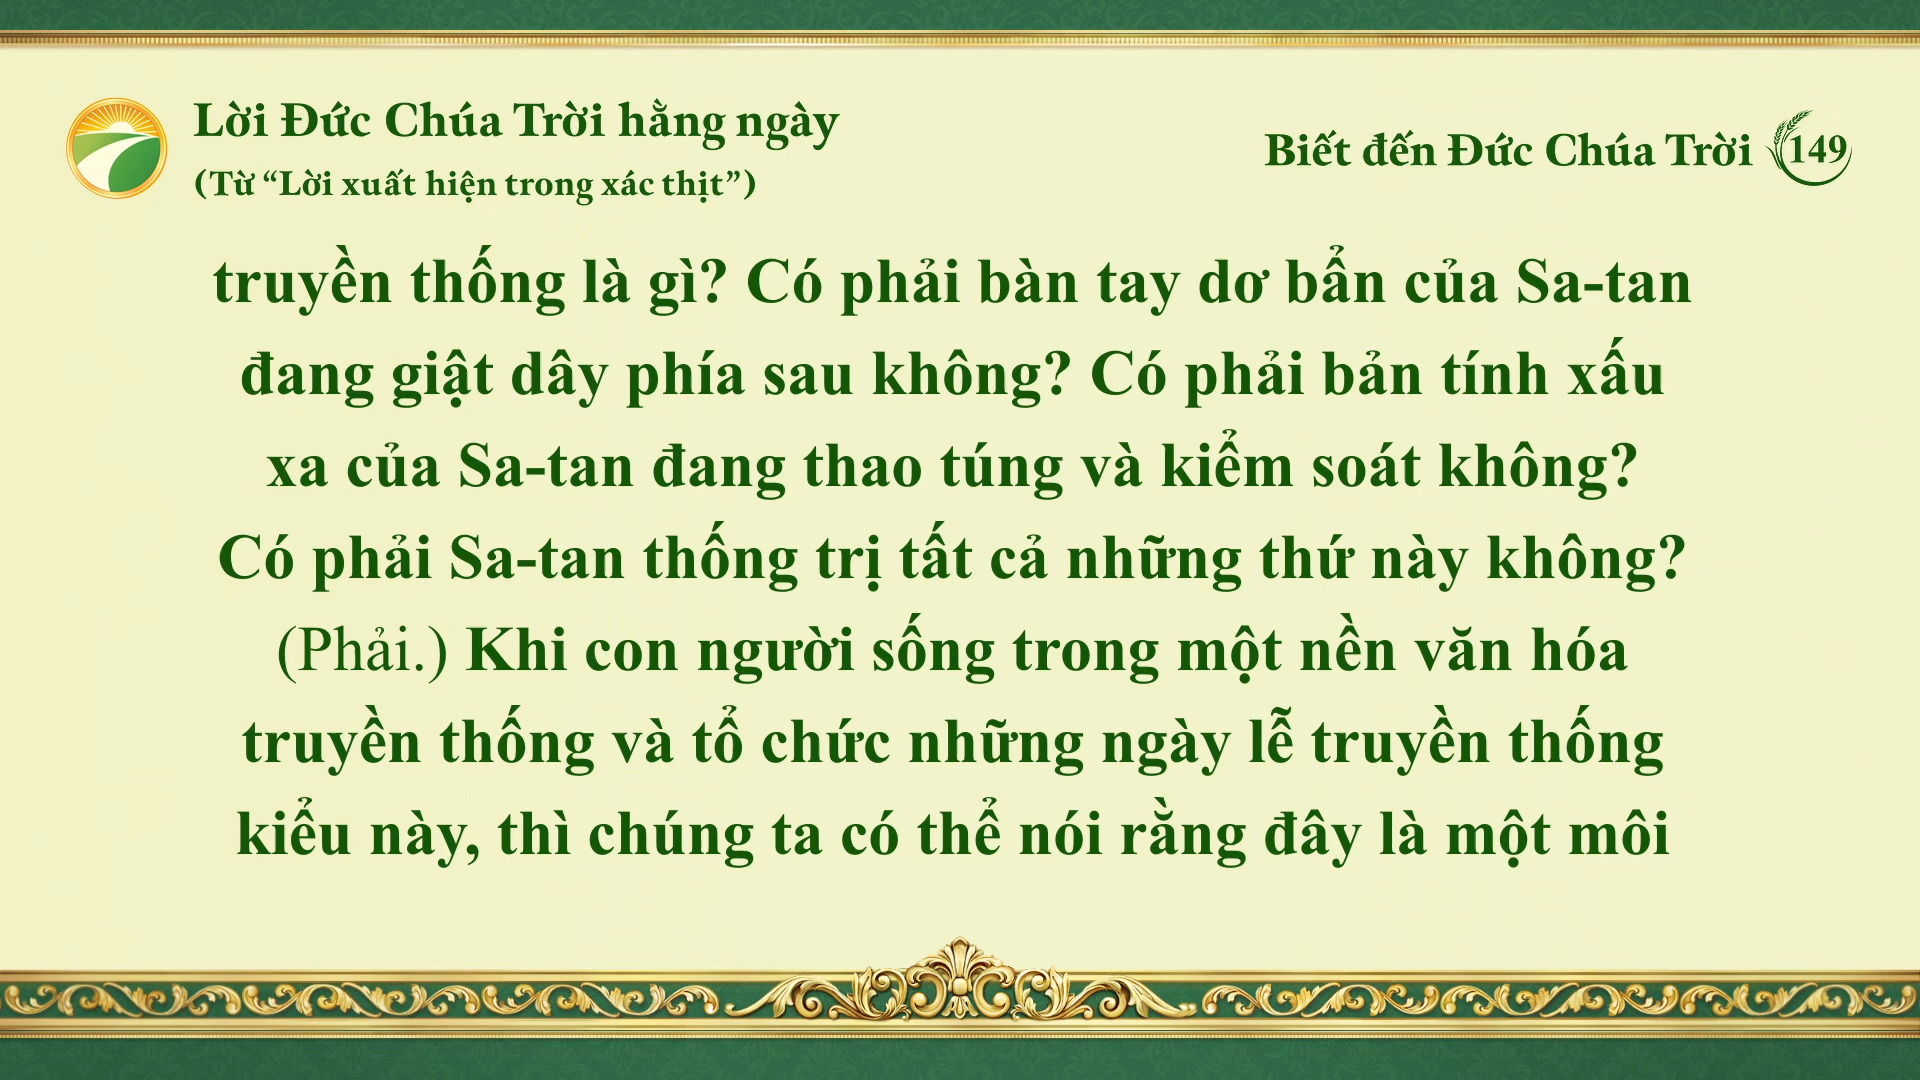 Lời Đức Chúa Trời hằng ngày
(Từ “Lời xuất hiện trong xác thịt”)
Biết đến Đức Chúa Trời 149
truyền thống là gì? Có phải bàn tay dơ bẩn của Sa-tan
đang giật dây phía sau không? Có phải bản tính xấu
xa của Sa-tan đang thao túng và kiểm soát không?
Có phải Sa-tan thống trị tất cả những thứ này không?
(Phải.) Khi con người sống trong một nền văn hóa
truyền thống và tổ chức những ngày lễ truyền thống
kiểu này, thì chúng ta có thể nói rằng đây là một môi